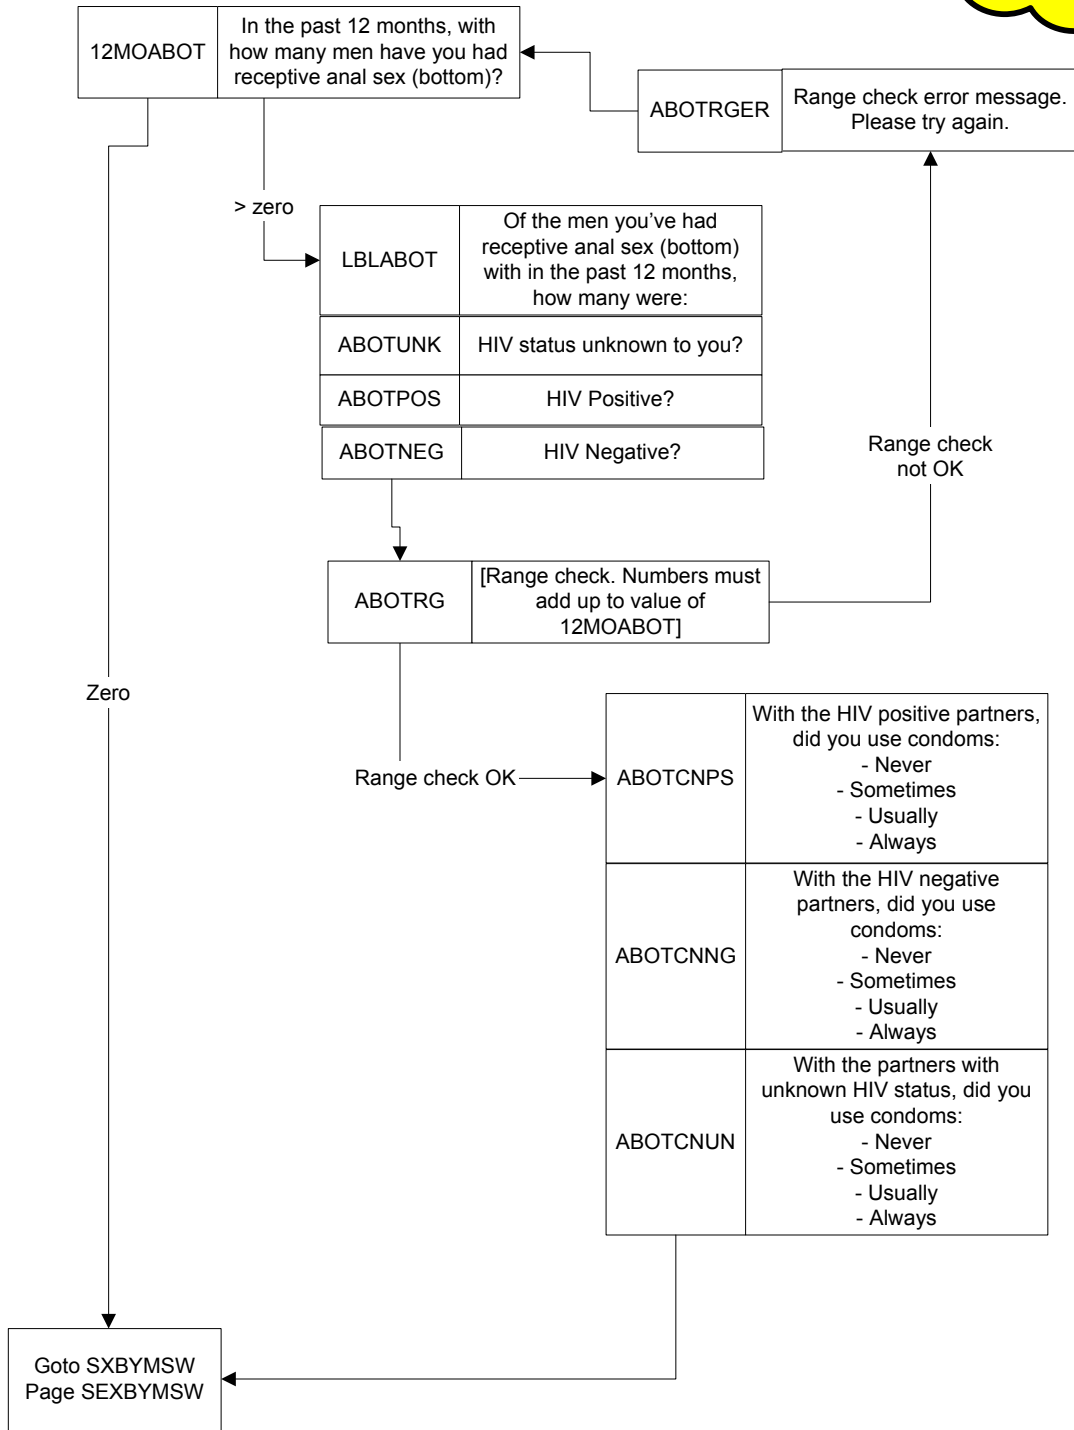 12MOABOT
In the past 12 months, with
how many men have you had
receptive anal sex (bottom)?
ABOTRGER
Range check error message.
Please try again.
> zero
LBLABOT
Of the men you've had
receptive anal sex (bottom)
with in the past 12 months,
how many were:
ABOTUNK
HIV status unknown to you?
ABOTPOS
HIV Positive?
ABOTNEG
HIV Negative?
Range check
not OK
ABOTRG
[Range check. Numbers must
add up to value of
12MOABOT]
Zero
Range check OK
ABOTCNPS
With the HIV positive partners,
did you use condoms:
- Never
- Sometimes
- Usually
- Always
ABOTCNNG
With the HIV negative
partners, did you use
condoms:
- Never
- Sometimes
- Usually
- Always
ABOTCNUN
With the partners with
unknown HIV status, did you
use condoms:
- Never
- Sometimes
- Usually
- Always
Goto SXBYMSW
Page SEXBYMSW